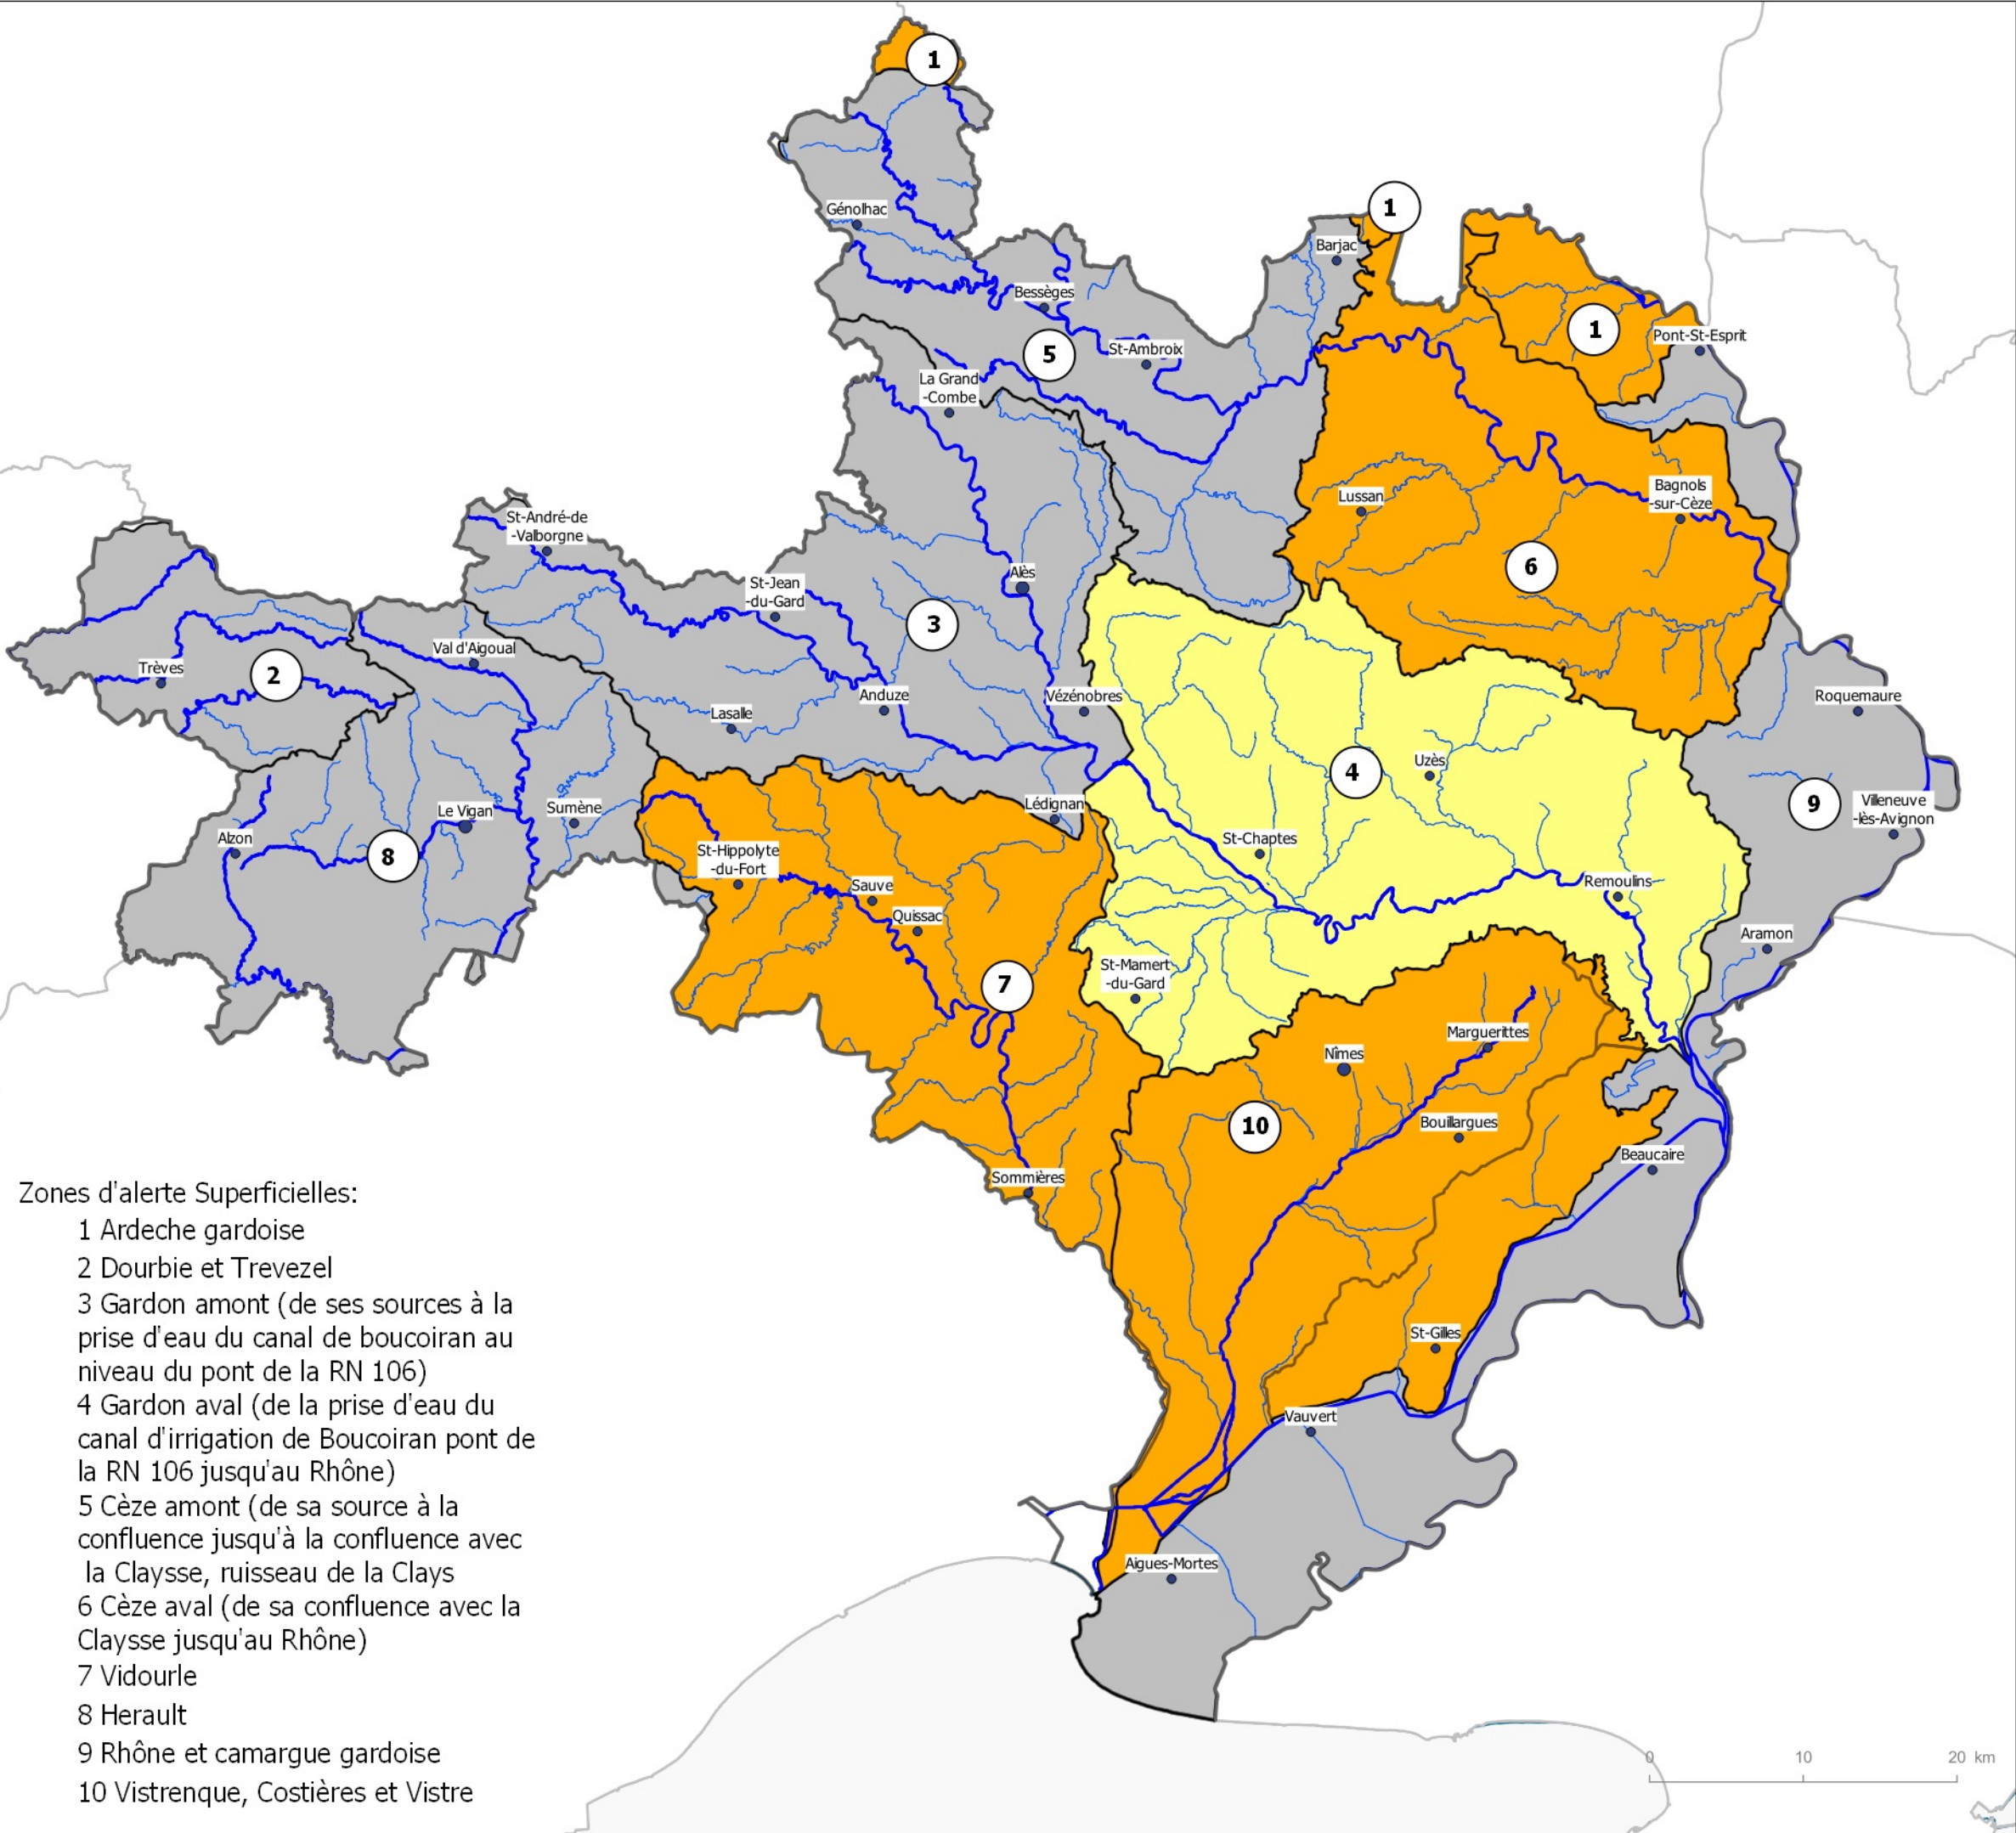 1
1
Génolhac
Barjac
Bessèges
1
Pont-St-Esprit
5
St-Ambroix
La Grand
-Combe
Lussan
Bagnols
-sur-Cèze
St-André-de
-Valborgne
6
Alès
St-Jean
-du-Gard
3
Val d'Aigoual
Trèves
2
Anduze
Vézénobres
Roquemaure
Lasalle
4
Uzès
Lédignan
9
Villeneuve
-lès-Avignon
Le Vigan
Sumène
Alzon
8
St-Chaptes
St-Hippolyte
-du-Fort
Sauve
Remoulins
Quissac
Aramon
St-Mamert
-du-Gard
7
Marguerittes
Nîmes
10
Bouillargues
Beaucaire
Sommières
St-Gilles
Vauvert
Aigues-Mortes
Zones d'alerte Superficielles:
1 Ardeche gardoise
2 Dourbie et Trevezel
3 Gardon amont (de ses sources à la
prise d'eau du canal de boucoiran au
niveau du pont de la RN 106)
4 Gardon aval (de la prise d'eau du
canal d'irrigation de Boucoiran pont de
la RN 106 jusqu'au Rhône)
5 Cèze amont (de sa source à la
confluence jusqu'à la confluence avec
la Claysse, ruisseau de la Clays
6 Cèze aval (de sa confluence avec la
Claysse jusqu'au Rhône)
7 Vidourle
8 Herault
9 Rhône et camargue gardoise
10 Vistrenque, Costières et Vistre
0 10 20 km